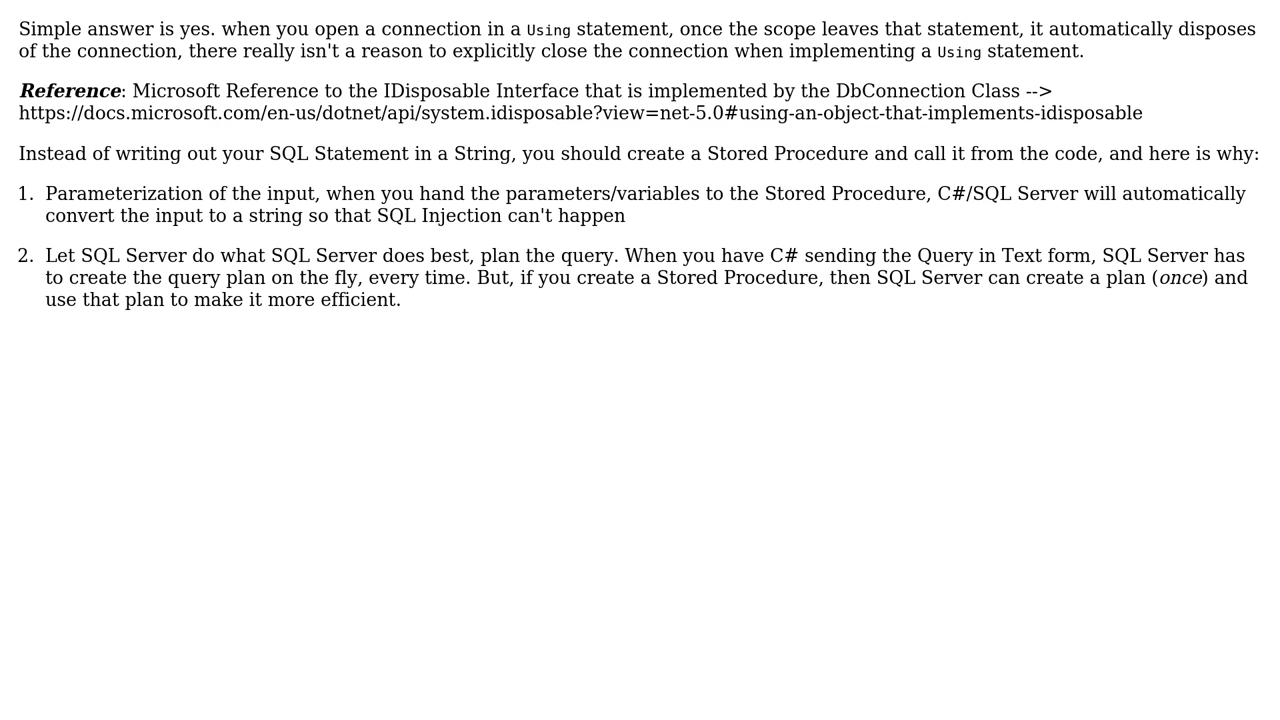 Simple answer is yes. when you open a connection in a Using statement, once the scope leaves that statement, it automatically disposes
of the connection, there really isn't a reason to explicitly close the connection when implementing a Using statement.
Reference: Microsoft Reference to the IDisposable Interface that is implemented by the DbConnection Class -->
https://docs.microsoft.com/en-us/dotnet/api/system.idisposable?view=net-5.0#using-an-object-that-implements-idisposable
Instead of writing out your SQL Statement in a String, you should create a Stored Procedure and call it from the code, and here is why:
1. Parameterization of the input, when you hand the parameters/variables to the Stored Procedure, C#/SQL Server will automatically
convert the input to a string so that SQL Injection can't happen
2. Let SQL Server do what SQL Server does best, plan the query. When you have C# sending the Query in Text form, SQL Server has
to create the query plan on the fly, every time. But, if you create a Stored Procedure, then SQL Server can create a plan (once) and
use that plan to make it more efficient.